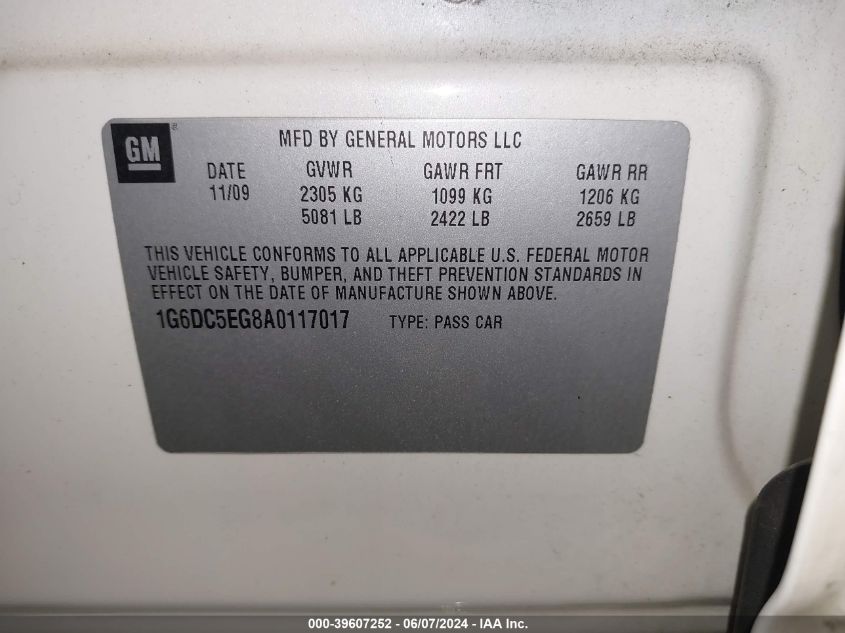 GM ®
MFD BY GENERAL MOTORS LLC
DATE GVWR GAWR FRT GAWR RR
11/09 2305 KG 1099 KG 1206 KG
5081 LB 2422 LB 2659 LB
THIS VEHICLE CONFORMS TO ALL APPLICABLE U.S. FEDERAL MOTOR
VEHICLE SAFETY, BUMPER, AND THEFT PREVENTION STANDARDS IN
EFFECT ON THE DATE OF MANUFACTURE SHOWN ABOVE.
1G6DC5EG8A0117017 TYPE: PASS CAR
000-39607252 - 06/07/2024 - IAA Inc.